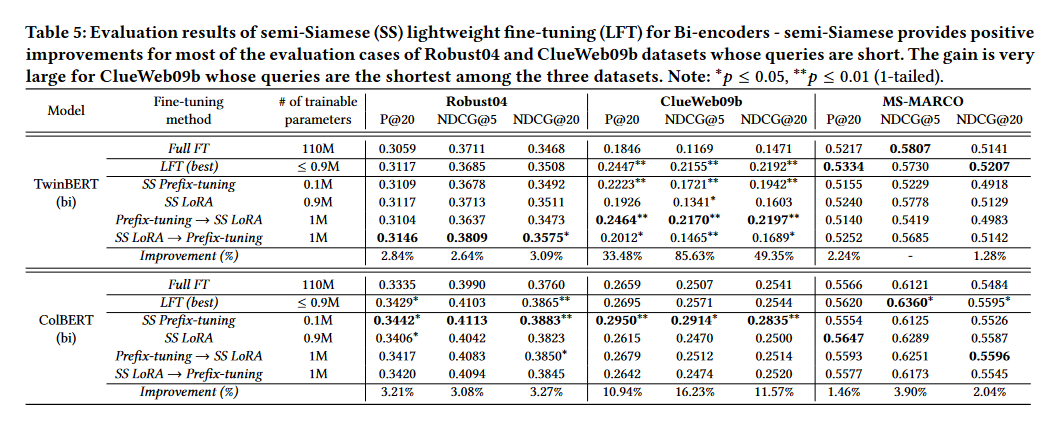 Table 5: Evaluation results of semi-Siamese (SS) lightweight fine-tuning (LFT) for Bi-encoders - semi-Siamese provides positive
improvements for most of the evaluation cases of Robust04 and ClueWeb09b datasets whose queries are short. The gain is very
large for ClueWeb09b whose queries are the shortest among the three datasets. Note: *p ≤ 0.05, **p ≤ 0.01 (1-tailed).
Model Fine-tuning method # of trainable parameters Robust04 ClueWeb09b MS-MARCO
P@20 NDCG@5 NDCG@20 P@20 NDCG@5 NDCG@20 P@20 NDCG@5 NDCG@20
TwinBERT (bi)
Full FT 110M 0.3059 0.3711 0.3468 0.1846 0.1169 0.1471 0.5217 0.5807 0.5141
LFT (best) ≤ 0.9M 0.3117 0.3685 0.3508 0.2447** 0.2155** 0.2192** 0.5334 0.5730 0.5207
SS Prefix-tuning 0.1M 0.3109 0.3678 0.3492 0.2223** 0.1721** 0.1942** 0.5155 0.5229 0.4918
SS LoRA 0.9M 0.3117 0.3713 0.3511 0.1926 0.1341* 0.1603 0.5240 0.5778 0.5129
Prefix-tuning → SS LoRA 1M 0.3104 0.3637 0.3473 0.2464** 0.2170** 0.2197** 0.5140 0.5419 0.4983
SS LoRA → Prefix-tuning 1M 0.3146 0.3809 0.3575* 0.2012* 0.1465** 0.1689* 0.5252 0.5685 0.5142
Improvement (%) 2.84% 2.64% 3.09% 33.48% 85.63% 49.35% 2.24% - 1.28%
ColBERT (bi)
Full FT 110M 0.3335 0.3990 0.3760 0.2659 0.2507 0.2541 0.5566 0.6121 0.5484
LFT (best) ≤ 0.9M 0.3429* 0.4103 0.3865** 0.2695 0.2571 0.2544 0.5620 0.6360* 0.5595*
SS Prefix-tuning 0.1M 0.3442* 0.4113 0.3883** 0.2950** 0.2914* 0.2835** 0.5554 0.6125 0.5526
SS LoRA 0.9M 0.3406* 0.4042 0.3823 0.2615 0.2470 0.2500 0.5647 0.6289 0.5587
Prefix-tuning → SS LoRA 1M 0.3417 0.4083 0.3850* 0.2679 0.2512 0.2514 0.5593 0.6251 0.5596
SS LoRA → Prefix-tuning 1M 0.3420 0.4094 0.3845 0.2642 0.2474 0.2520 0.5577 0.6173 0.5545
Improvement (%) 3.21% 3.08% 3.27% 10.94% 16.23% 11.57% 1.46% 3.90% 2.04%